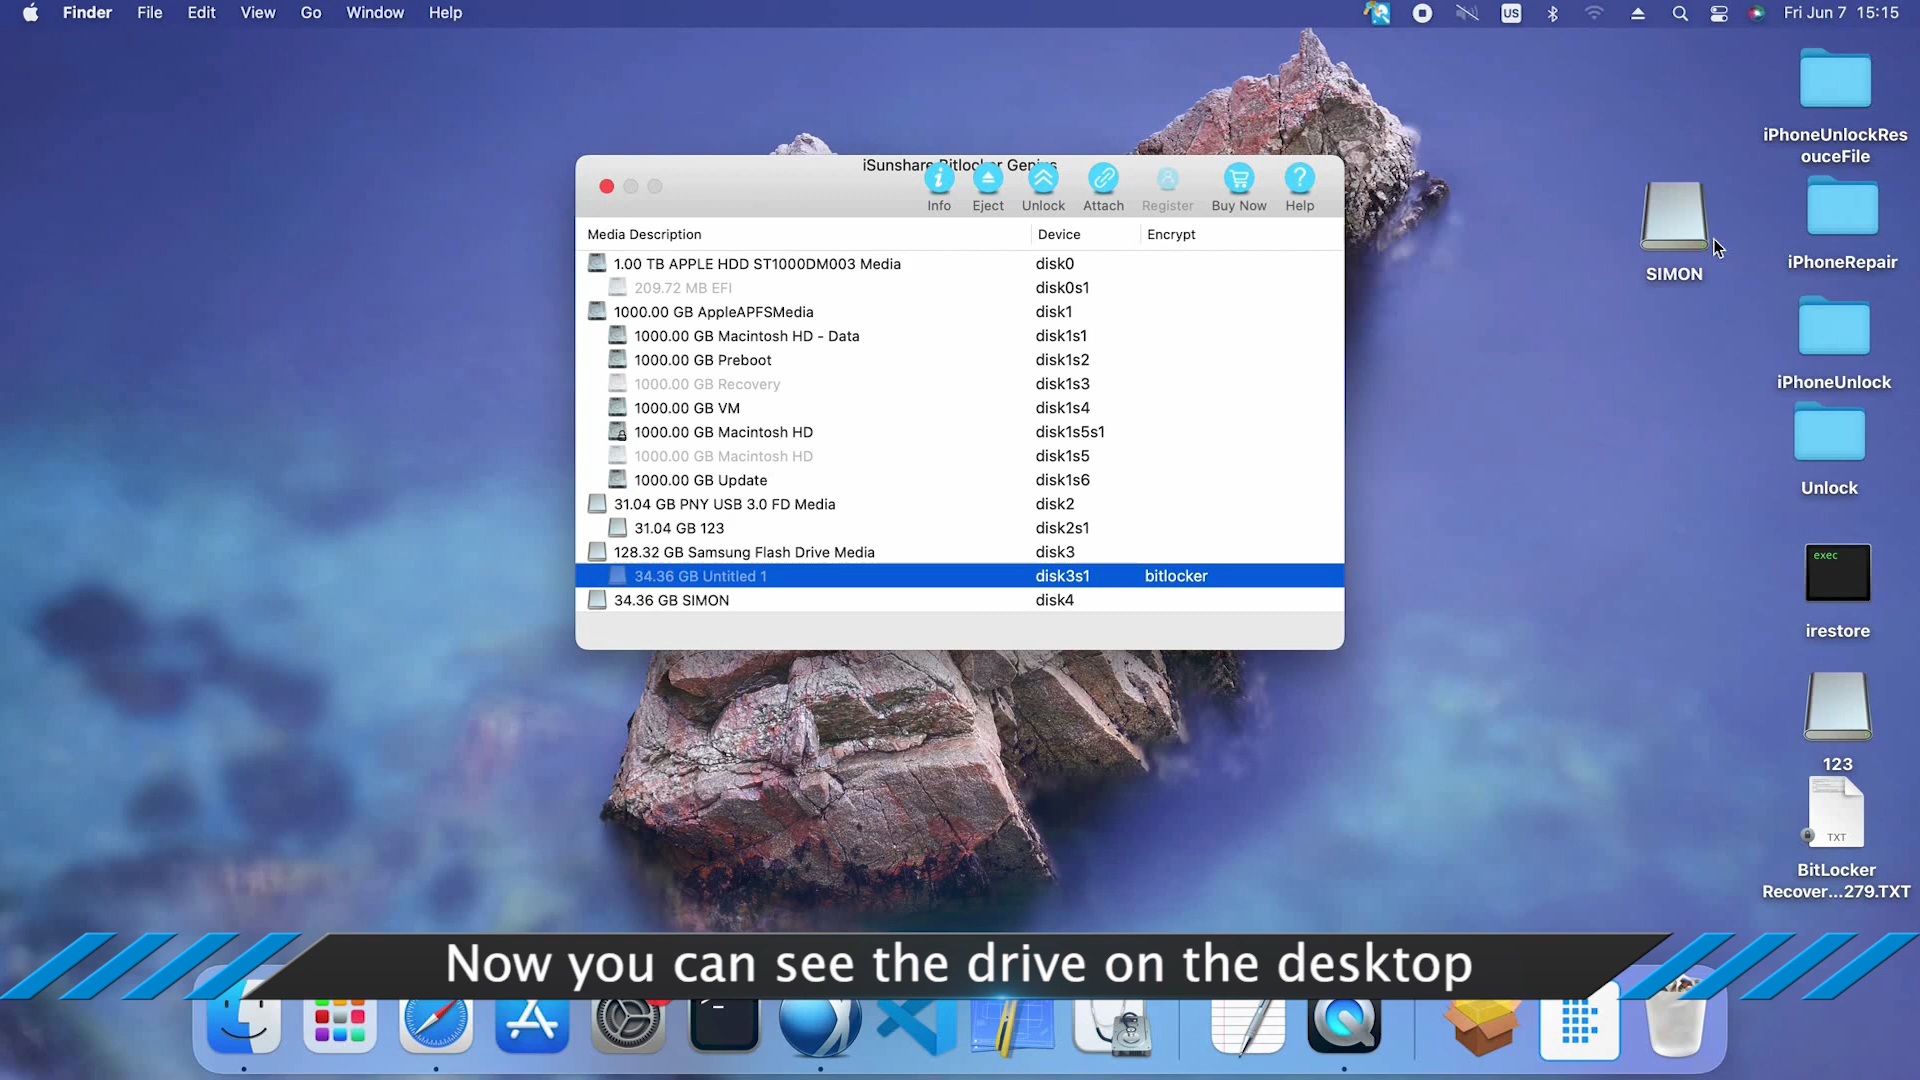 Finder File Edit View Go Window Help
US
Fri Jun 7 15:15
iSunshare Bitlocker Genius
Info Eject Unlock Attach Register Buy Now Help
Media Description Device Encrypt
1.00 TB APPLE HDD ST1000DM003 Media disk0
209.72 MB EFI disk0s1
1000.00 GB AppleAPFSMedia disk1
1000.00 GB Macintosh HD - Data disk1s1
1000.00 GB Preboot disk1s2
1000.00 GB Recovery disk1s3
1000.00 GB VM disk1s4
1000.00 GB Macintosh HD disk1s5s1
1000.00 GB Macintosh HD disk1s5
1000.00 GB Update disk1s6
31.04 GB PNY USB 3.0 FD Media disk2
31.04 GB 123 disk2s1
128.32 GB Samsung Flash Drive Media disk3
34.36 GB Untitled 1 disk3s1 bitlocker
34.36 GB SIMON disk4
SIMON
iPhoneUnlockRes
ouceFile
iPhoneRepair
iPhoneUnlock
Unlock
exec
irestore
123
TXT
BitLocker
Recover...279.TXT
Now you can see the drive on the desktop